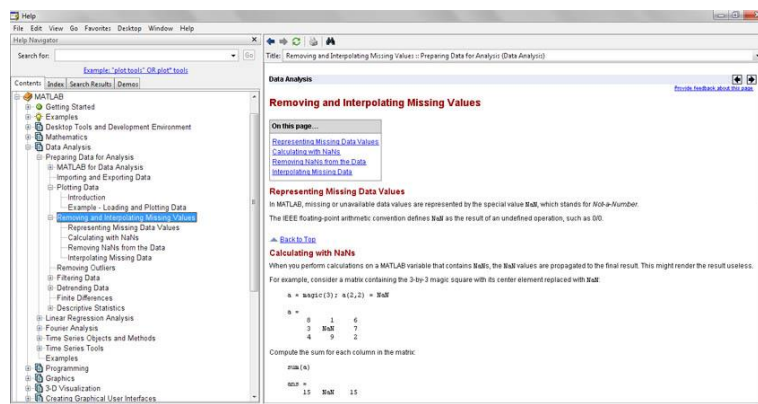 Help
File Edit View Go Favorites Desktop Window Help
Help Navigator
Search for:
Go
Example: "plot tools" OR plot* tools
Contents Index Search Results Demos
MATLAB
Getting Started
Examples
Desktop Tools and Development Environment
Mathematics
Data Analysis
Preparing Data for Analysis
MATLAB for Data Analysis
Importing and Exporting Data
Plotting Data
Introduction
Example - Loading and Plotting Data
Removing and Interpolating Missing Values
Representing Missing Data Values
Calculating with NaNs
Removing NaNs from the Data
Interpolating Missing Data
Removing Outliers
Filtering Data
Detrending Data
Finite Differences
Descriptive Statistics
Linear Regression Analysis
Fourier Analysis
Time Series Objects and Methods
Time Series Tools
Examples
Programming
Graphics
3-D Visualization
Creating Graphical User Interfaces
Title: Removing and Interpolating Missing Values :: Preparing Data for Analysis (Data Analysis)
Data Analysis
Provide feedback about this page
Removing and Interpolating Missing Values
On this page…
Representing Missing Data Values
Calculating with NaNs
Removing NaNs from the Data
Interpolating Missing Data
Representing Missing Data Values
In MATLAB, missing or unavailable data values are represented by the special value NaN, which stands for Not-a-Number.
The IEEE floating-point arithmetic convention defines NaN as the result of an undefined operation, such as 0/0.
Back to Top
Calculating with NaNs
When you perform calculations on a MATLAB variable that contains NaNs, the NaN values are propagated to the final result. This might render the result useless.
For example, consider a matrix containing the 3-by-3 magic square with its center element replaced with NaN:
a = magic(3); a(2,2) = NaN
a =
8 1 6
3 NaN 7
4 9 2
Compute the sum for each column in the matrix:
sum(a)
ans =
15 NaN 15